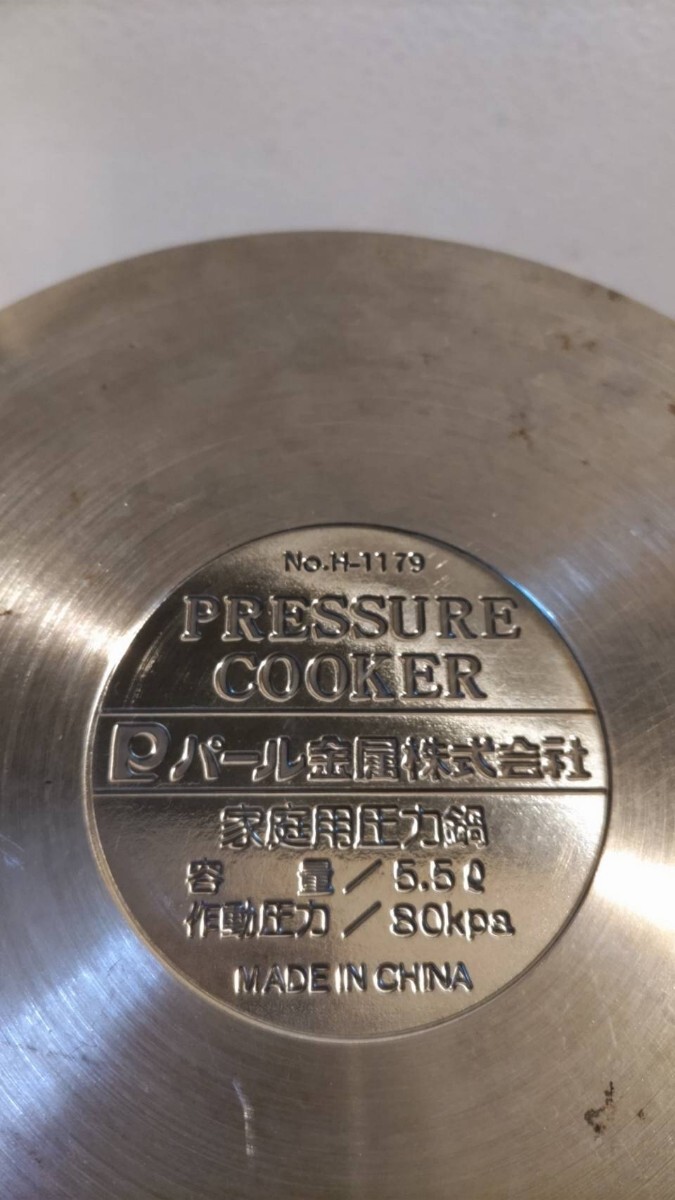 No.H-1179
PRESSURE
COOKER
パール金属株式会社
家庭用圧力鍋
容 量/5.5ℓ
作動圧力/80kpa
MADE IN CHINA